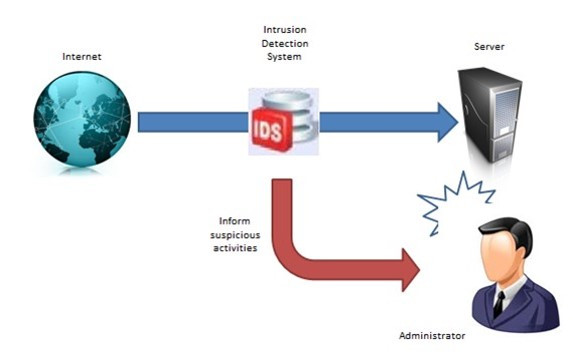 Internet
Intrusion
Detection
System
Server
IDS
Inform
suspicious
activities
Administrator